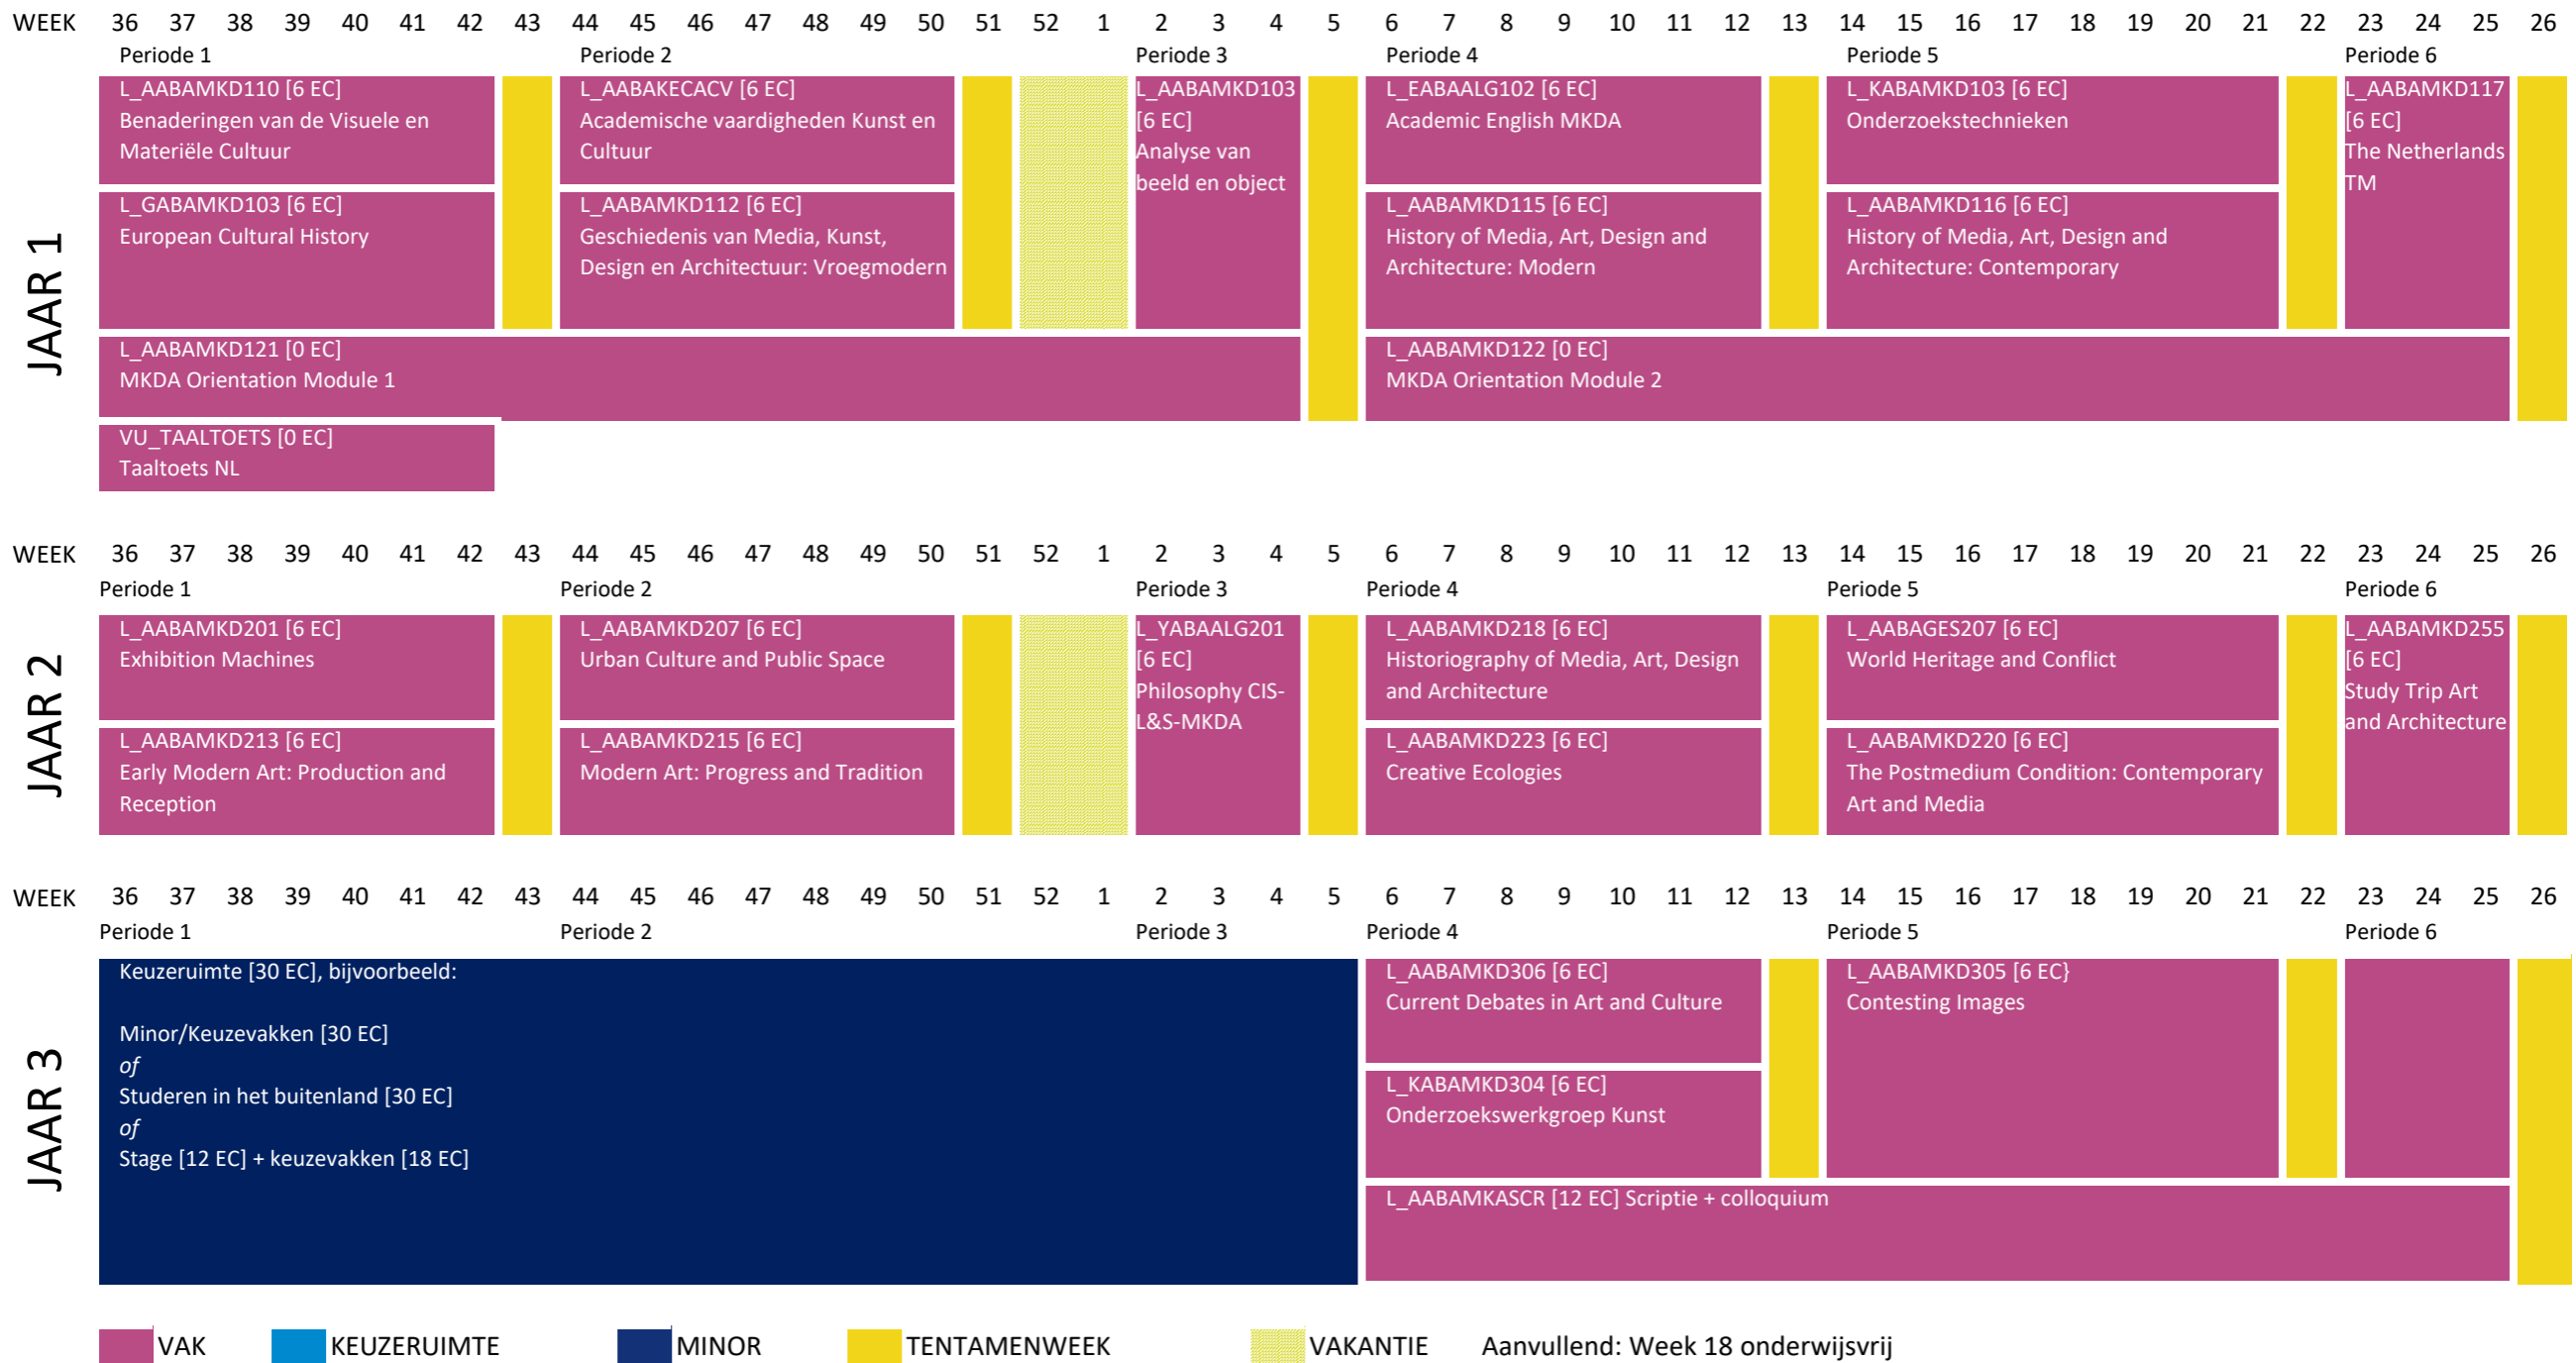 WEEK 36 37 38 39 40 41 42 43 44 45 46 47 48 49 50 51 52 1 2 3 4 5 6 7 8 9 10 11 12 13 14 15 16 17 18 19 20 21 22 23 24 25 26
Periode 1 Periode 2 Periode 3 Periode 4 Periode 5 Periode 6
JAAR 1
L_AABAMKD110 [6 EC]
Benaderingen van de Visuele en
Materiële Cultuur
L_AABAKECACV [6 EC]
Academische vaardigheden Kunst en
Cultuur
L_AABAMKD103
[6 EC]
Analyse van
beeld en object
L_EABAALG102 [6 EC]
Academic English MKDA
L_KABAMKD103 [6 EC]
Onderzoekstechnieken
L_AABAMKD117
[6 EC]
The Netherlands
TM
L_GABAMKD103 [6 EC]
European Cultural History
L_AABAMKD112 [6 EC]
Geschiedenis van Media, Kunst,
Design en Architectuur: Vroegmodern
L_AABAMKD115 [6 EC]
History of Media, Art, Design and
Architecture: Modern
L_AABAMKD116 [6 EC]
History of Media, Art, Design and
Architecture: Contemporary
L_AABAMKD121 [0 EC]
MKDA Orientation Module 1
L_AABAMKD122 [0 EC]
MKDA Orientation Module 2
VU_TAALTOETS [0 EC]
Taaltoets NL
WEEK 36 37 38 39 40 41 42 43 44 45 46 47 48 49 50 51 52 1 2 3 4 5 6 7 8 9 10 11 12 13 14 15 16 17 18 19 20 21 22 23 24 25 26
Periode 1 Periode 2 Periode 3 Periode 4 Periode 5 Periode 6
JAAR 2
L_AABAMKD201 [6 EC]
Exhibition Machines
L_AABAMKD207 [6 EC]
Urban Culture and Public Space
L_YABAALG201
[6 EC]
Philosophy CIS-
L&S-MKDA
L_AABAMKD218 [6 EC]
Historiography of Media, Art, Design
and Architecture
L_AABAGES207 [6 EC]
World Heritage and Conflict
L_AABAMKD255
[6 EC]
Study Trip Art
and Architecture
L_AABAMKD213 [6 EC]
Early Modern Art: Production and
Reception
L_AABAMKD215 [6 EC]
Modern Art: Progress and Tradition
L_AABAMKD223 [6 EC]
Creative Ecologies
L_AABAMKD220 [6 EC]
The Postmedium Condition: Contemporary
Art and Media
WEEK 36 37 38 39 40 41 42 43 44 45 46 47 48 49 50 51 52 1 2 3 4 5 6 7 8 9 10 11 12 13 14 15 16 17 18 19 20 21 22 23 24 25 26
Periode 1 Periode 2 Periode 3 Periode 4 Periode 5 Periode 6
JAAR 3
Keuzeruimte [30 EC], bijvoorbeeld:
Minor/Keuzevakken [30 EC]
of
Studeren in het buitenland [30 EC]
of
Stage [12 EC] + keuzevakken [18 EC]
L_AABAMKD306 [6 EC]
Current Debates in Art and Culture
L_AABAMKD305 [6 EC}
Contesting Images
L_KABAMKD304 [6 EC]
Onderzoekswerkgroep Kunst
L_AABAMKASCR [12 EC] Scriptie + colloquium
VAK KEUZERUIMTE MINOR TENTAMENWEEK VAKANTIE Aanvullend: Week 18 onderwijsvrij